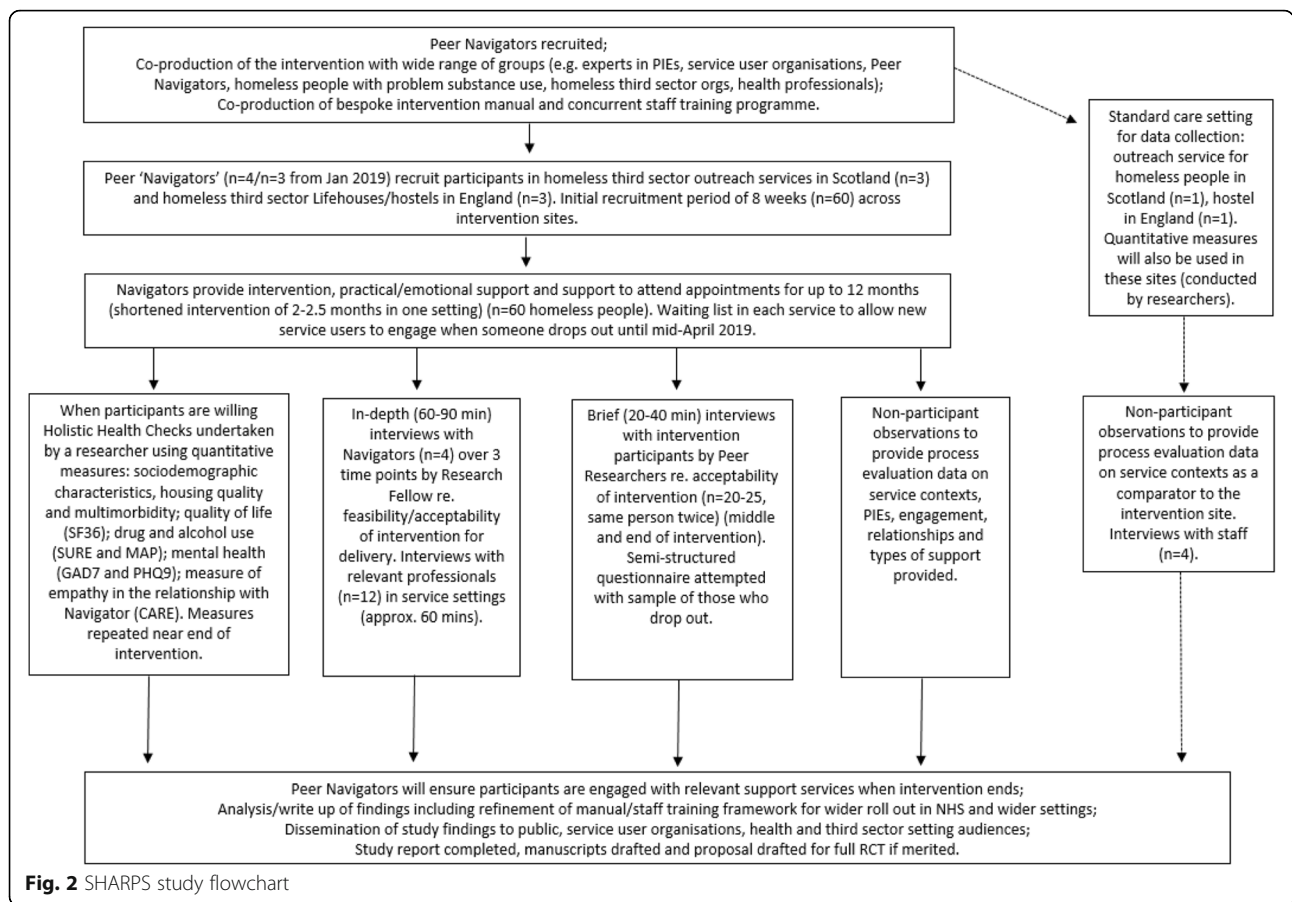 Peer Navigators recruited;
Co-production of the intervention with wide range of groups (e.g. experts in PIEs, service user organisations, Peer
Navigators, homeless people with problem substance use, homeless third sector orgs, health professionals);
Co-production of bespoke intervention manual and concurrent staff training programme.
Standard care setting
for data collection:
outreach service for
homeless people in
Scotland (n=1), hostel
in England (n=1).
Quantitative measures
will also be used in
these sites (conducted
by researchers).
Peer ‘Navigators’ (n=4/n=3 from Jan 2019) recruit participants in homeless third sector outreach services in Scotland (n=3)
and homeless third sector Lifehouses/hostels in England (n=3). Initial recruitment period of 8 weeks (n=60) across
intervention sites.
Navigators provide intervention, practical/emotional support and support to attend appointments for up to 12 months
(shortened intervention of 2-2.5 months in one setting) (n=60 homeless people). Waiting list in each service to allow new
service users to engage when someone drops out until mid-April 2019.
When participants are willing
Holistic Health Checks undertaken
by a researcher using quantitative
measures: sociodemographic
characteristics, housing quality
and multimorbidity; quality of life
(SF36); drug and alcohol use
(SURE and MAP); mental health
(GAD7 and PHQ9); measure of
empathy in the relationship with
Navigator (CARE). Measures
repeated near end of
intervention.
In-depth (60-90 min)
interviews with
Navigators (n=4) over 3
time points by Research
Fellow re.
feasibility/acceptability
of intervention for
delivery. Interviews with
relevant professionals
(n=12) in service settings
(approx. 60 mins).
Brief (20-40 min) interviews
with intervention
participants by Peer
Researchers re. acceptability
of intervention (n=20-25,
same person twice) (middle
and end of intervention).
Semi-structured
questionnaire attempted
with sample of those who
drop out.
Non-participant
observations to
provide process
evaluation data on
service contexts,
PIEs, engagement,
relationships and
types of support
provided.
Non-participant
observations to provide
process evaluation data
on service contexts as a
comparator to the
intervention site.
Interviews with staff
(n=4).
Peer Navigators will ensure participants are engaged with relevant support services when intervention ends;
Analysis/write up of findings including refinement of manual/staff training framework for wider roll out in NHS and wider settings;
Dissemination of study findings to public, service user organisations, health and third sector setting audiences;
Study report completed, manuscripts drafted and proposal drafted for full RCT if merited.
Fig. 2 SHARPS study flowchart